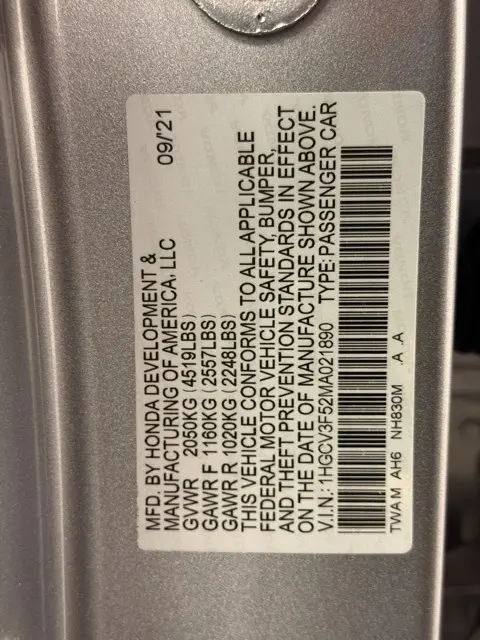 MFD. BY HONDA DEVELOPMENT & 09/'21
MANUFACTURING OF AMERICA, LLC
GVWR 2050KG (4519LBS)
GAWR F 1160KG (2557LBS)
GAWR R 1020KG (2248LBS)
THIS VEHICLE CONFORMS TO ALL APPLICABLE
FEDERAL MOTOR VEHICLE SAFETY, BUMPER,
AND THEFT PREVENTION STANDARDS IN EFFECT
ON THE DATE OF MANUFACTURE SHOWN ABOVE.
V.I.N.: 1HGCV3F52MA021890 TYPE: PASSENGER CAR
TWA M AH6 NH830M A .A